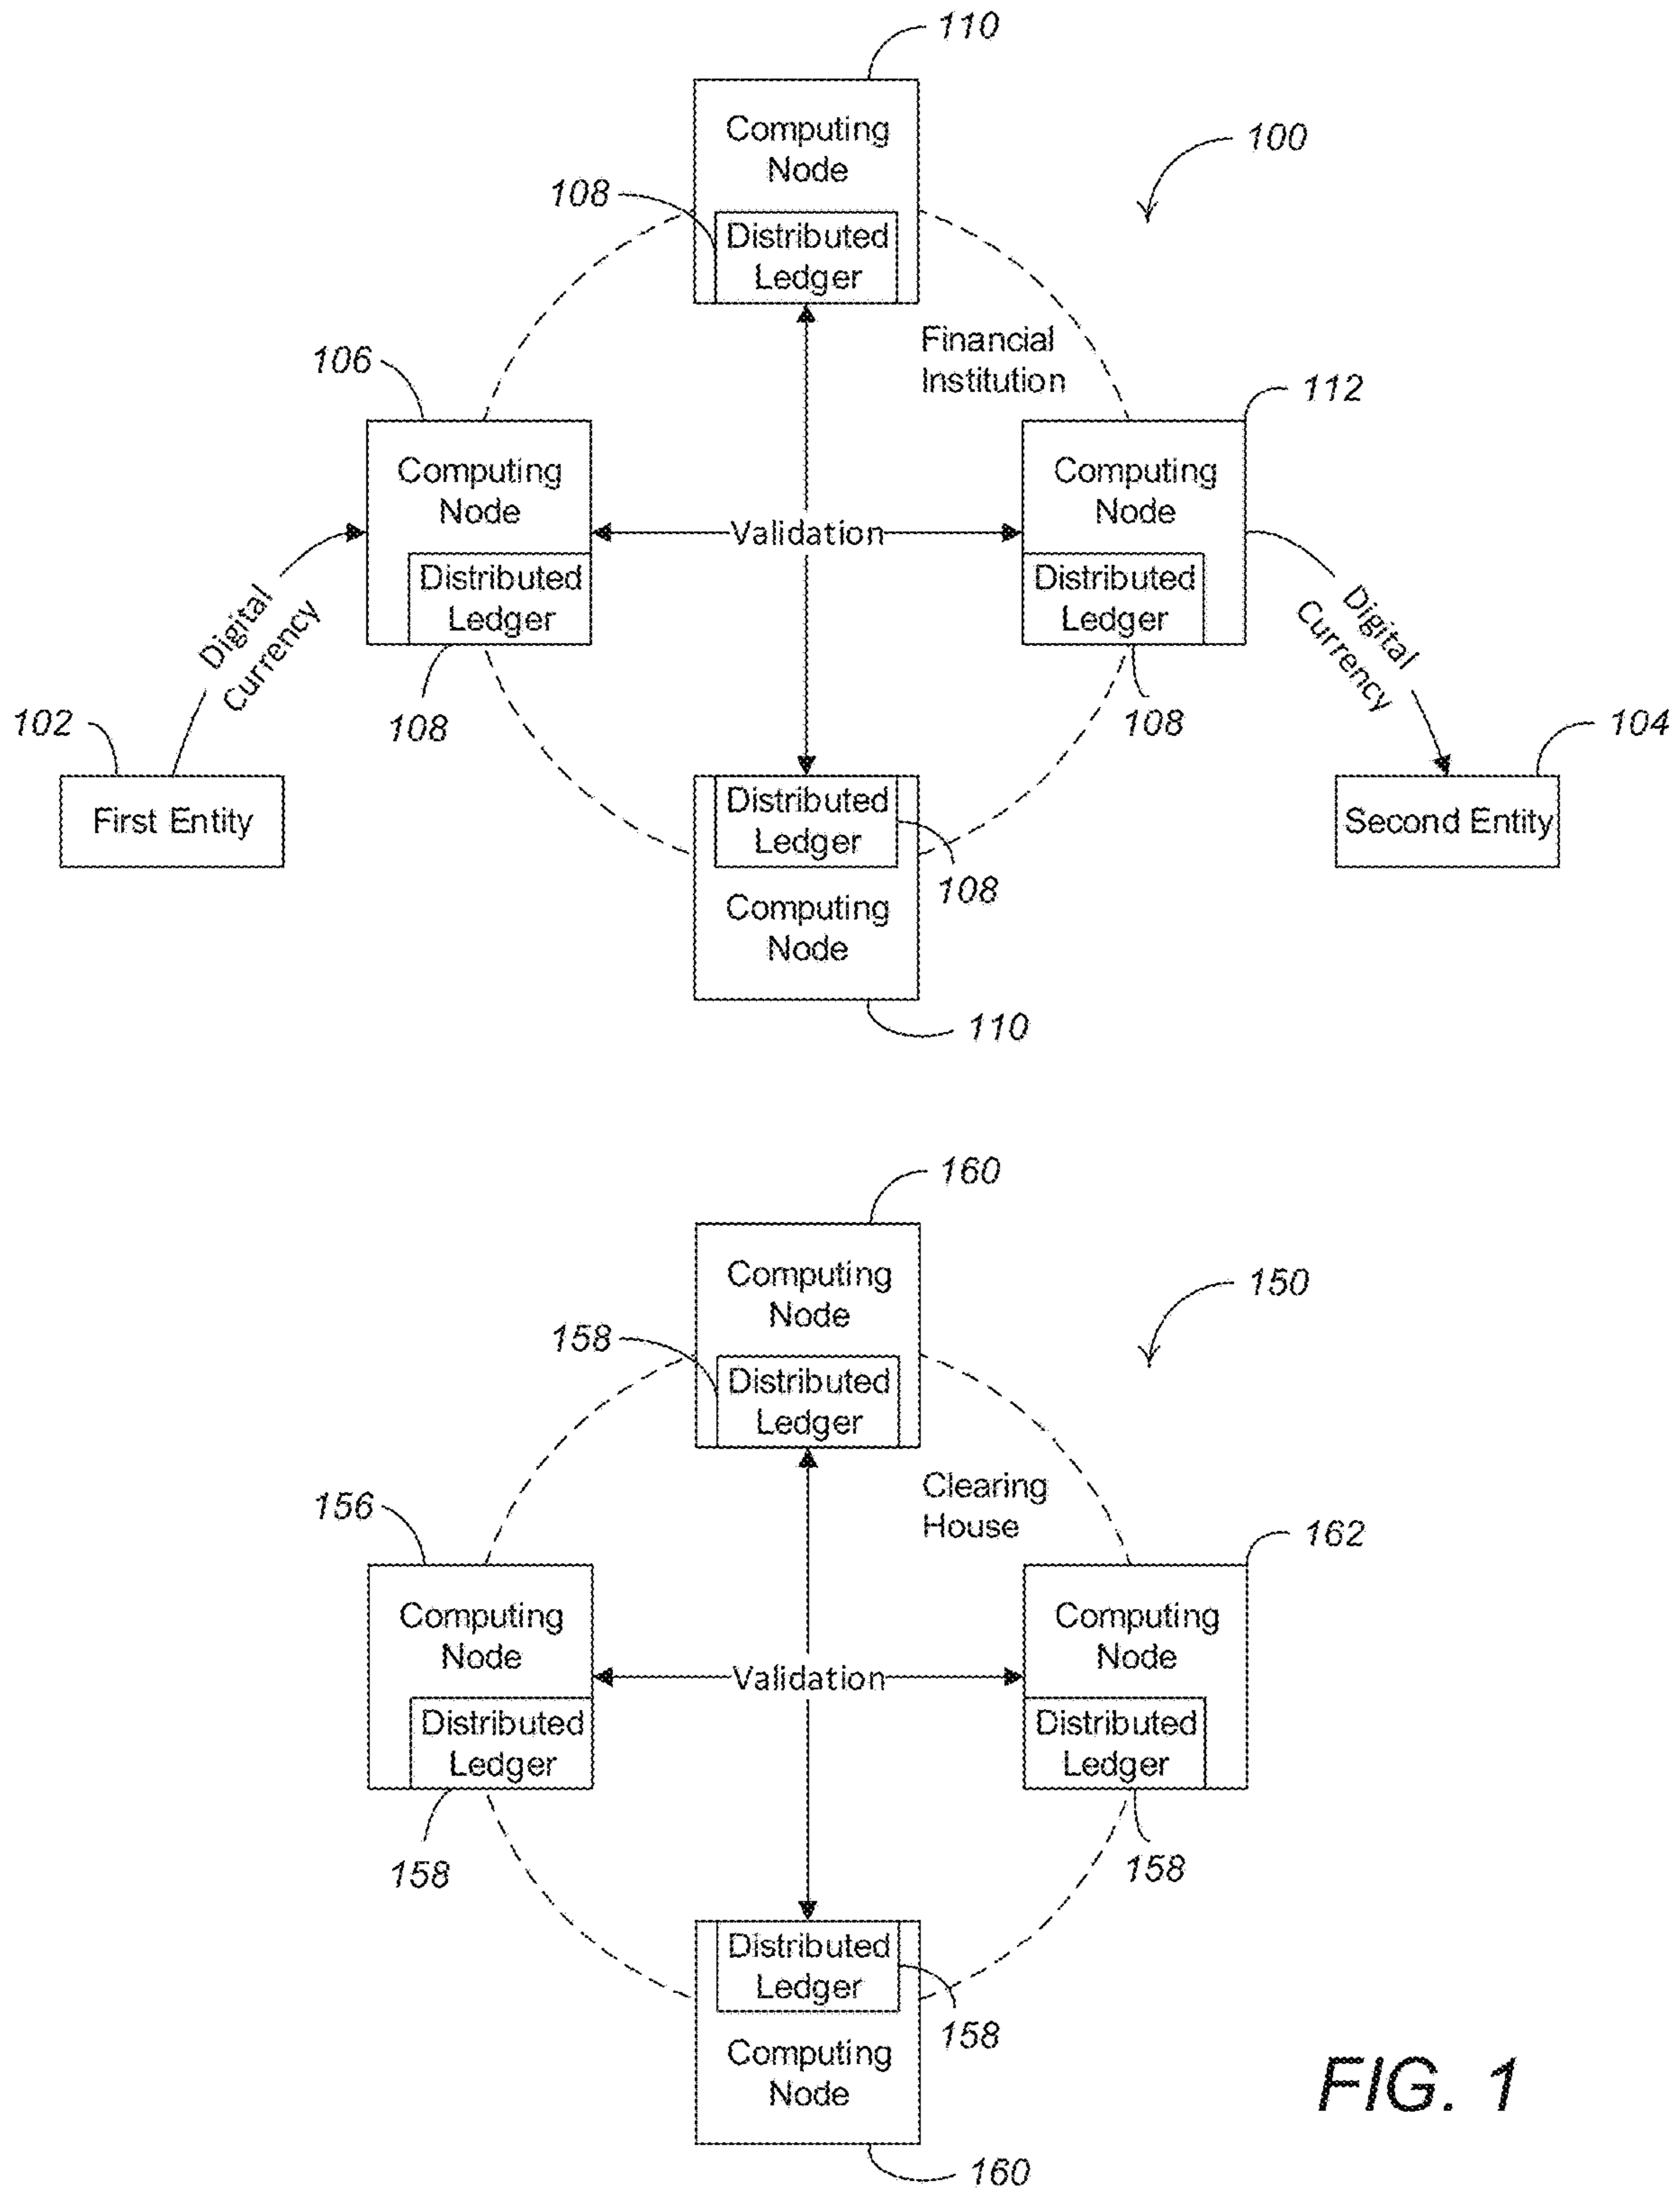 110
Computing
Node
100
108
Distributed
Ledger
Financial
Institution
106
112
Computing
Node
Computing
Node
Validation
Distributed
Ledger
Distributed
Ledger
Digital
Currency
Digital
Currency
108
108
102
104
First Entity
Second Entity
Distributed
Ledger
108
Computing
Node
110
160
Computing
Node
150
158
Distributed
Ledger
Clearing
House
156
162
Computing
Node
Computing
Node
Validation
Distributed
Ledger
Distributed
Ledger
158
158
Distributed
Ledger
158
Computing
Node
160
FIG. 1